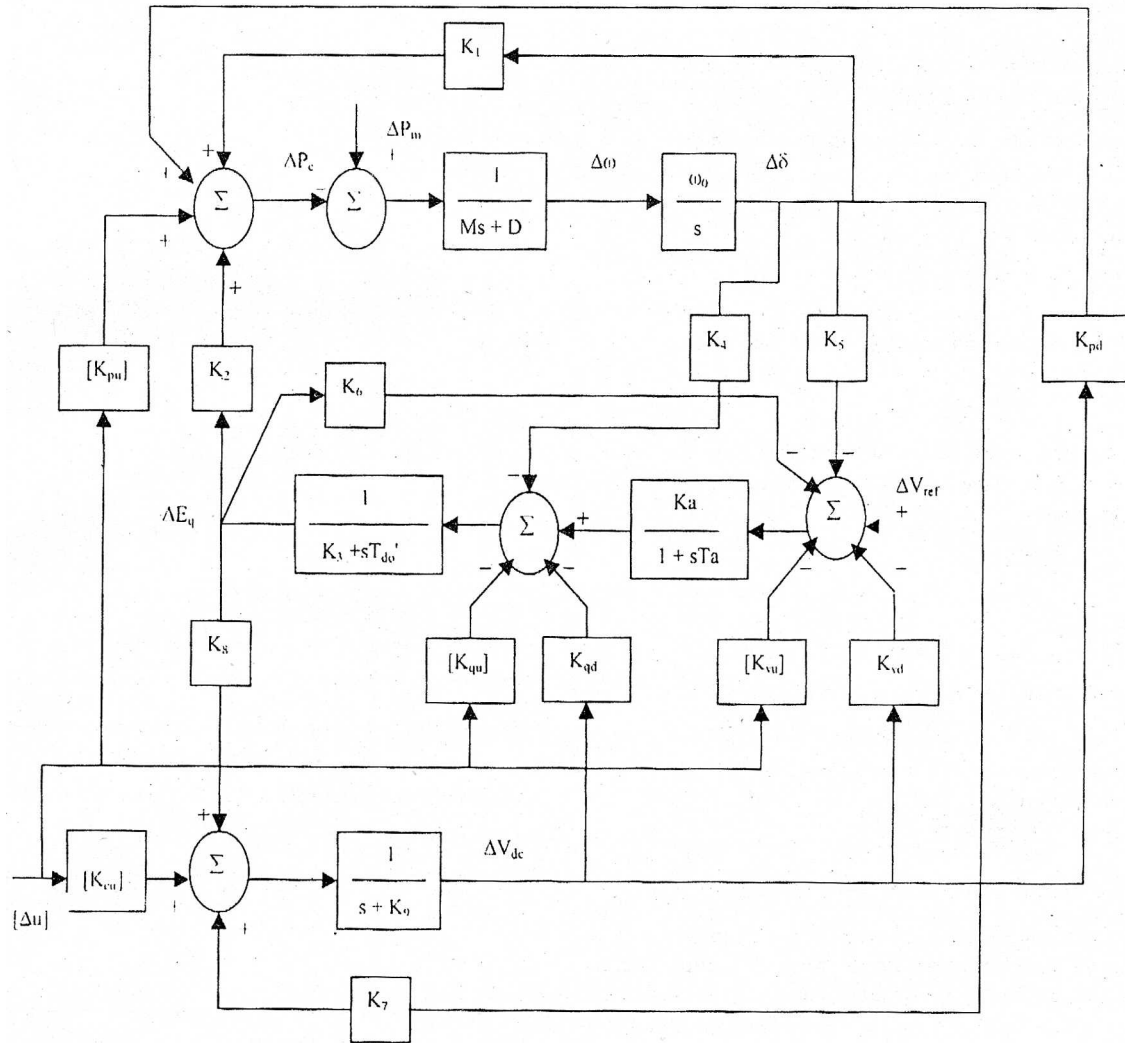 K₁
ΔPₘ
+
ΔPₑ
Δω
Δδ
+
−
+
Σ
Σ
1
Ms + D
ω₀
s
+
+
K₄
K₅
Kpd
[Kpu]
K₂
K₆
−
−
−
ΔVref
+
ΔEq
1
K₃ + sTdo'
Σ
+
Ka
1 + sTa
Σ
−
−
−
−
K₈
[Kqu]
Kqd
[Kvu]
Kvd
+
Σ
1
s + K₉
ΔVdc
[Kcu]
+
+
[Δu]
K₇